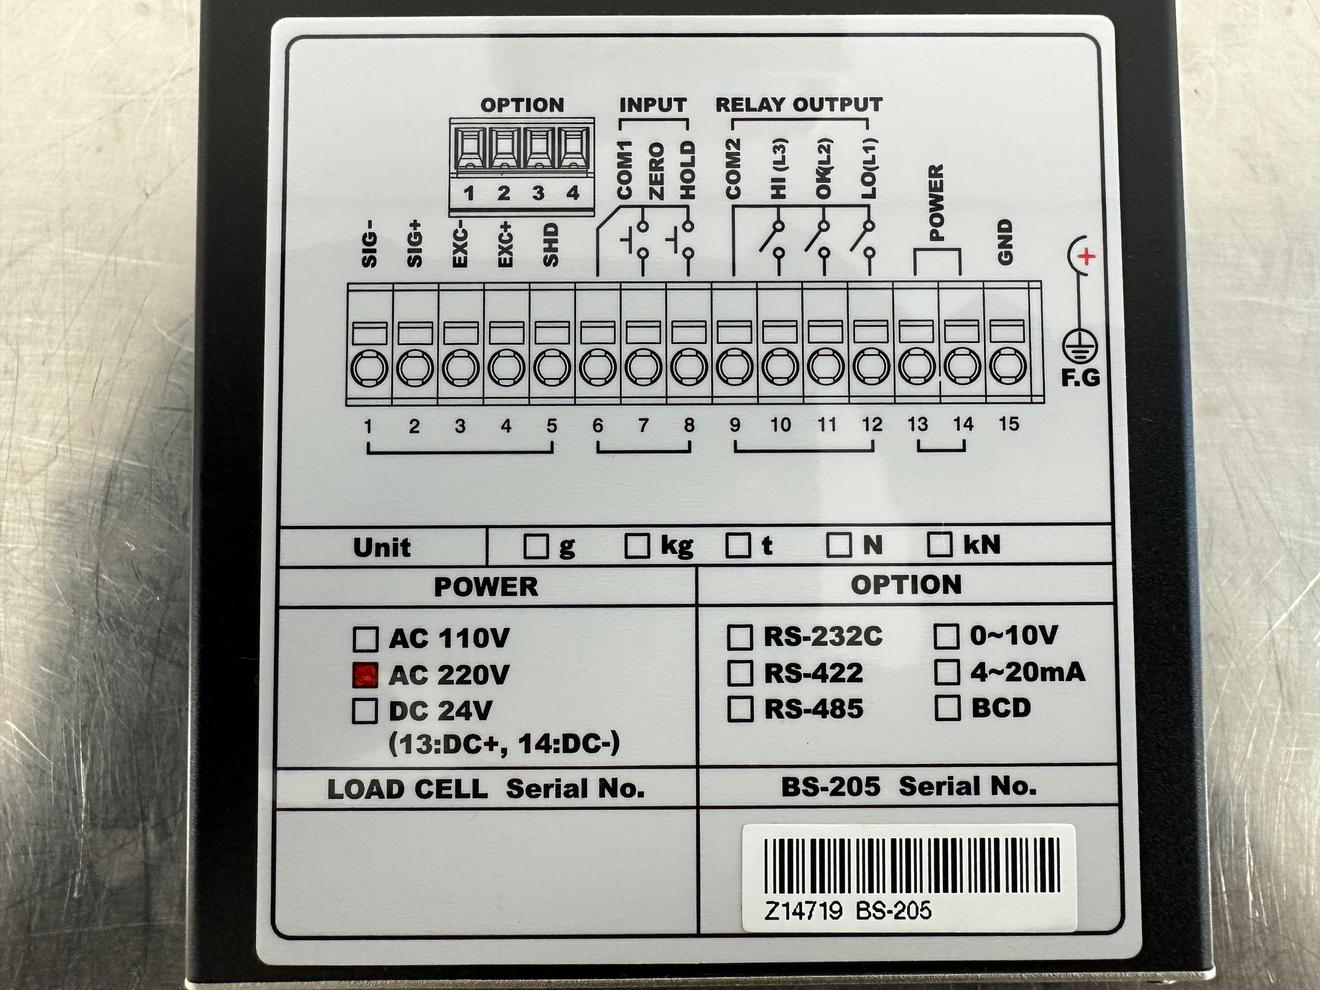 OPTION INPUT RELAY OUTPUT
1 2 3 4
SIG- SIG+ EXC- EXC+ SHD COM1 ZERO HOLD COM2 HI (L3) OK(L2) LO(L1) POWER GND
+
F.G
1 2 3 4 5 6 7 8 9 10 11 12 13 14 15
Unit g kg t N kN
POWER OPTION
AC 110V RS-232C 0~10V
AC 220V RS-422 4~20mA
DC 24V RS-485 BCD
(13:DC+, 14:DC-)
LOAD CELL Serial No. BS-205 Serial No.
Z14719 BS-205